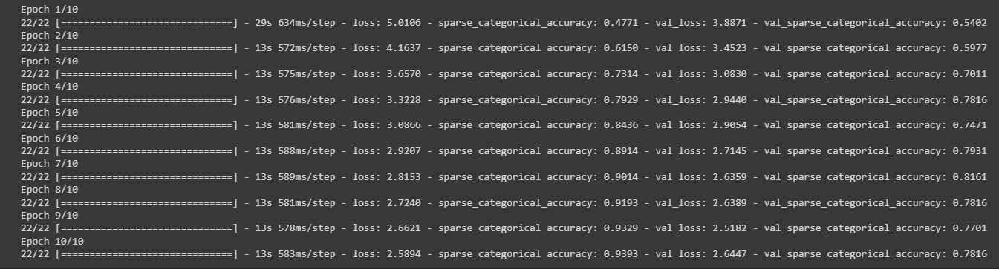 Epoch 1/10
22/22 [==============================] - 29s 634ms/step - loss: 5.0106 - sparse_categorical_accuracy: 0.4771 - val_loss: 3.8871 - val_sparse_categorical_accuracy: 0.5402
Epoch 2/10
22/22 [==============================] - 13s 572ms/step - loss: 4.1637 - sparse_categorical_accuracy: 0.6150 - val_loss: 3.4523 - val_sparse_categorical_accuracy: 0.5977
Epoch 3/10
22/22 [==============================] - 13s 575ms/step - loss: 3.6570 - sparse_categorical_accuracy: 0.7314 - val_loss: 3.0830 - val_sparse_categorical_accuracy: 0.7011
Epoch 4/10
22/22 [==============================] - 13s 576ms/step - loss: 3.3228 - sparse_categorical_accuracy: 0.7929 - val_loss: 2.9440 - val_sparse_categorical_accuracy: 0.7816
Epoch 5/10
22/22 [==============================] - 13s 581ms/step - loss: 3.0866 - sparse_categorical_accuracy: 0.8436 - val_loss: 2.9054 - val_sparse_categorical_accuracy: 0.7471
Epoch 6/10
22/22 [==============================] - 13s 588ms/step - loss: 2.9207 - sparse_categorical_accuracy: 0.8914 - val_loss: 2.7145 - val_sparse_categorical_accuracy: 0.7931
Epoch 7/10
22/22 [==============================] - 13s 589ms/step - loss: 2.8153 - sparse_categorical_accuracy: 0.9014 - val_loss: 2.6359 - val_sparse_categorical_accuracy: 0.8161
Epoch 8/10
22/22 [==============================] - 13s 581ms/step - loss: 2.7240 - sparse_categorical_accuracy: 0.9193 - val_loss: 2.6389 - val_sparse_categorical_accuracy: 0.7816
Epoch 9/10
22/22 [==============================] - 13s 578ms/step - loss: 2.6621 - sparse_categorical_accuracy: 0.9329 - val_loss: 2.5182 - val_sparse_categorical_accuracy: 0.7701
Epoch 10/10
22/22 [==============================] - 13s 583ms/step - loss: 2.5894 - sparse_categorical_accuracy: 0.9393 - val_loss: 2.6447 - val_sparse_categorical_accuracy: 0.7816